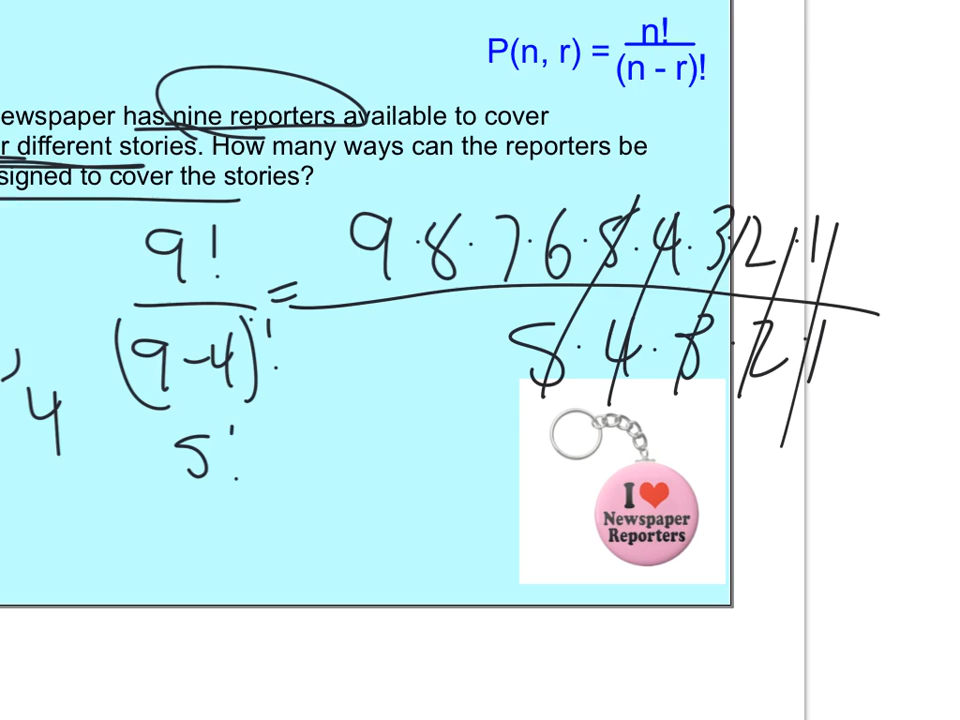 P(n, r) = n!
(n - r)!
ewspaper has nine reporters available to cover
r different stories. How many ways can the reporters be
signed to cover the stories?
9! = 9·8·7·6·5·4·3·2·1
(9-4)! 5·4·3·2·1
, 4
5!
I ❤ Newspaper
Reporters